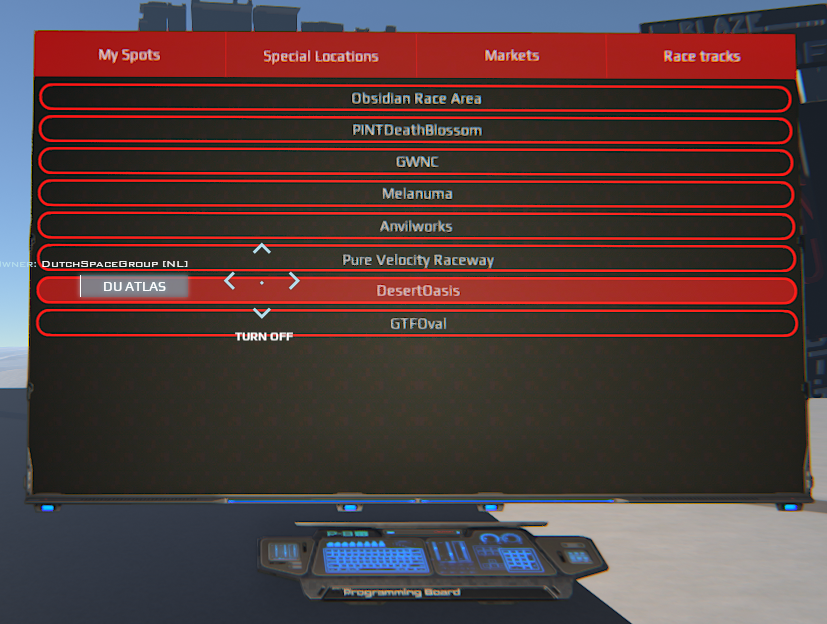 BLAZE
My Spots Special Locations Markets Race tracks
Obsidian Race Area
PINTDeathBlossom
GWNC
Melanuma
Anvilworks
Pure Velocity Raceway
WNER: DUTCHSPACEGROUP [NL]
DU ATLAS
DesertOasis
GTFOval
TURN OFF
Programming Board